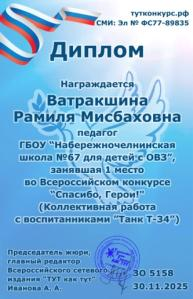 тутконкурс.рф
СМИ: Эл № ФС77-89835
Диплом
Награждается
Ватракшина
Рамиля Мисбаховна
педагог
ГБОУ "Набережночелнинская
школа №67 для детей с ОВЗ",
занявшая 1 место
во Всероссийском конкурсе
"Спасибо, Герои!"
(Коллективная работа
с воспитанниками "Танк Т-34")
Председатель жюри,
главный редактор
Всероссийского сетевого
издания "ТУТ как тут"
Иванова А. А.
ЗО 5158
30.11.2025